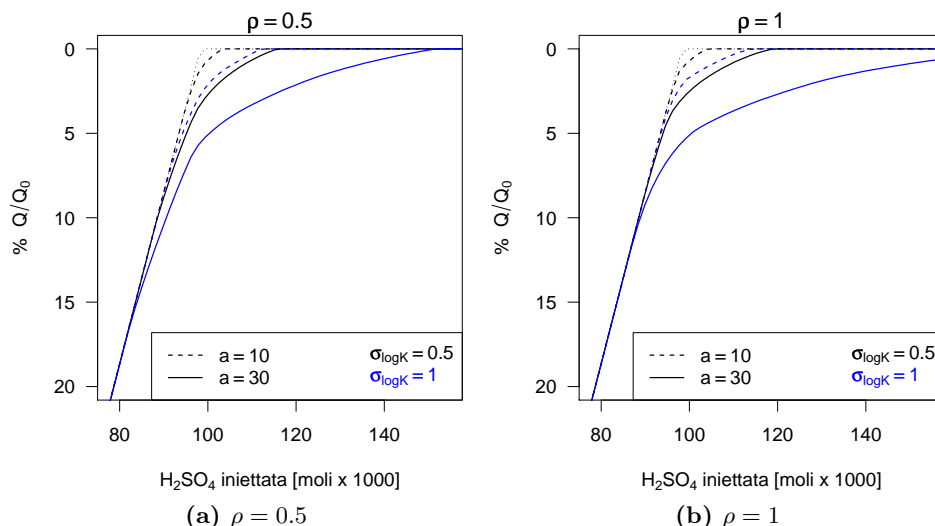 ρ = 0.5
0
5
10
15
20
% Q/Q₀
80 100 120 140
H₂SO₄ iniettata [moli x 1000]
a = 10 σlogK = 0.5
a = 30 σlogK = 1
(a) ρ = 0.5
ρ = 1
0
5
10
15
20
% Q/Q₀
80 100 120 140
H₂SO₄ iniettata [moli x 1000]
a = 10 σlogK = 0.5
a = 30 σlogK = 1
(b) ρ = 1